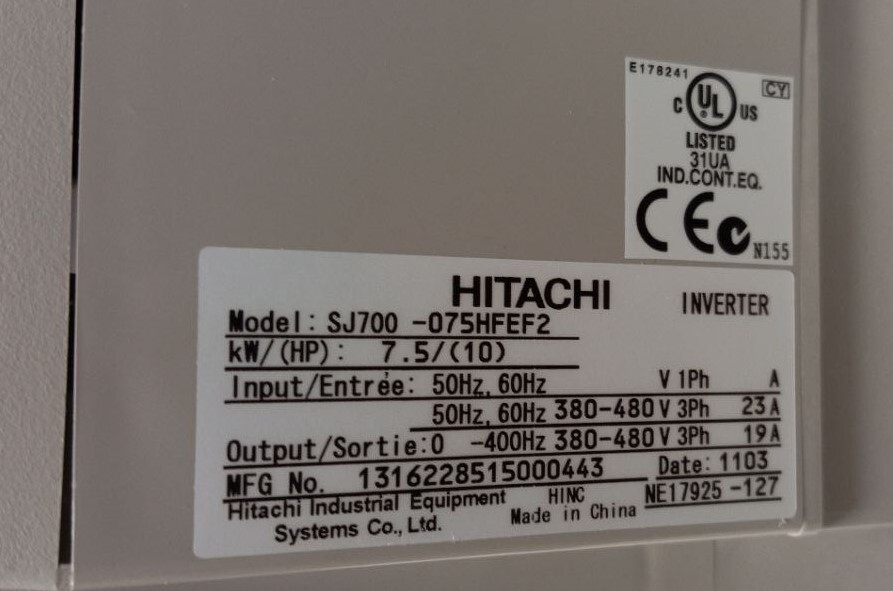 E178241
CY
C UL US
LISTED
31UA
IND.CONT.EQ.
CE N155
HITACHI INVERTER
Model: SJ700 -075HFEF2
kW/(HP): 7.5/(10)
Input/Entrée: 50Hz, 60Hz V 1Ph A
50Hz, 60Hz 380-480 V 3Ph 23 A
Output/Sortie:0 -400Hz 380-480 V 3Ph 19 A
MFG No. 1316228515000443 Date: 1103
Hitachi Industrial Equipment HINC NE17925 -127
Systems Co., Ltd. Made in China